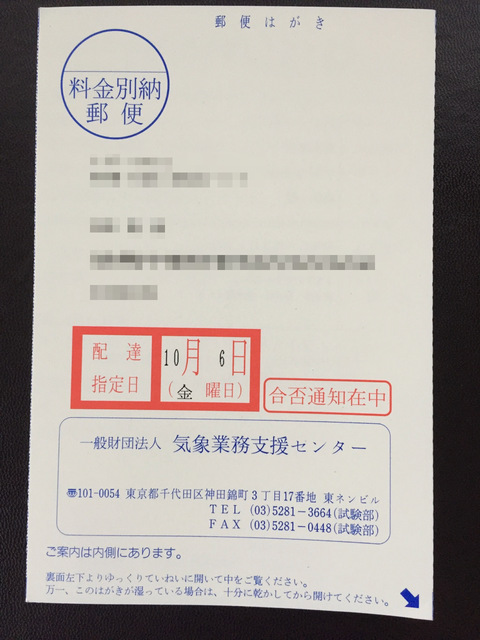 郵便はがき
料金別納
郵便
配達
指定日
10月 6日
(金 曜日)
合否通知在中
一般財団法人 気象業務支援センター
〠101-0054 東京都千代田区神田錦町3丁目17番地 東ネンビル
TEL (03)5281-3664(試験部)
FAX (03)5281-0448(試験部)
ご案内は内側にあります。
裏面左下よりゆっくりていねいに開いて中をご覧ください。
万一、このはがきが湿っている場合は、十分に乾かしてから開けてください。